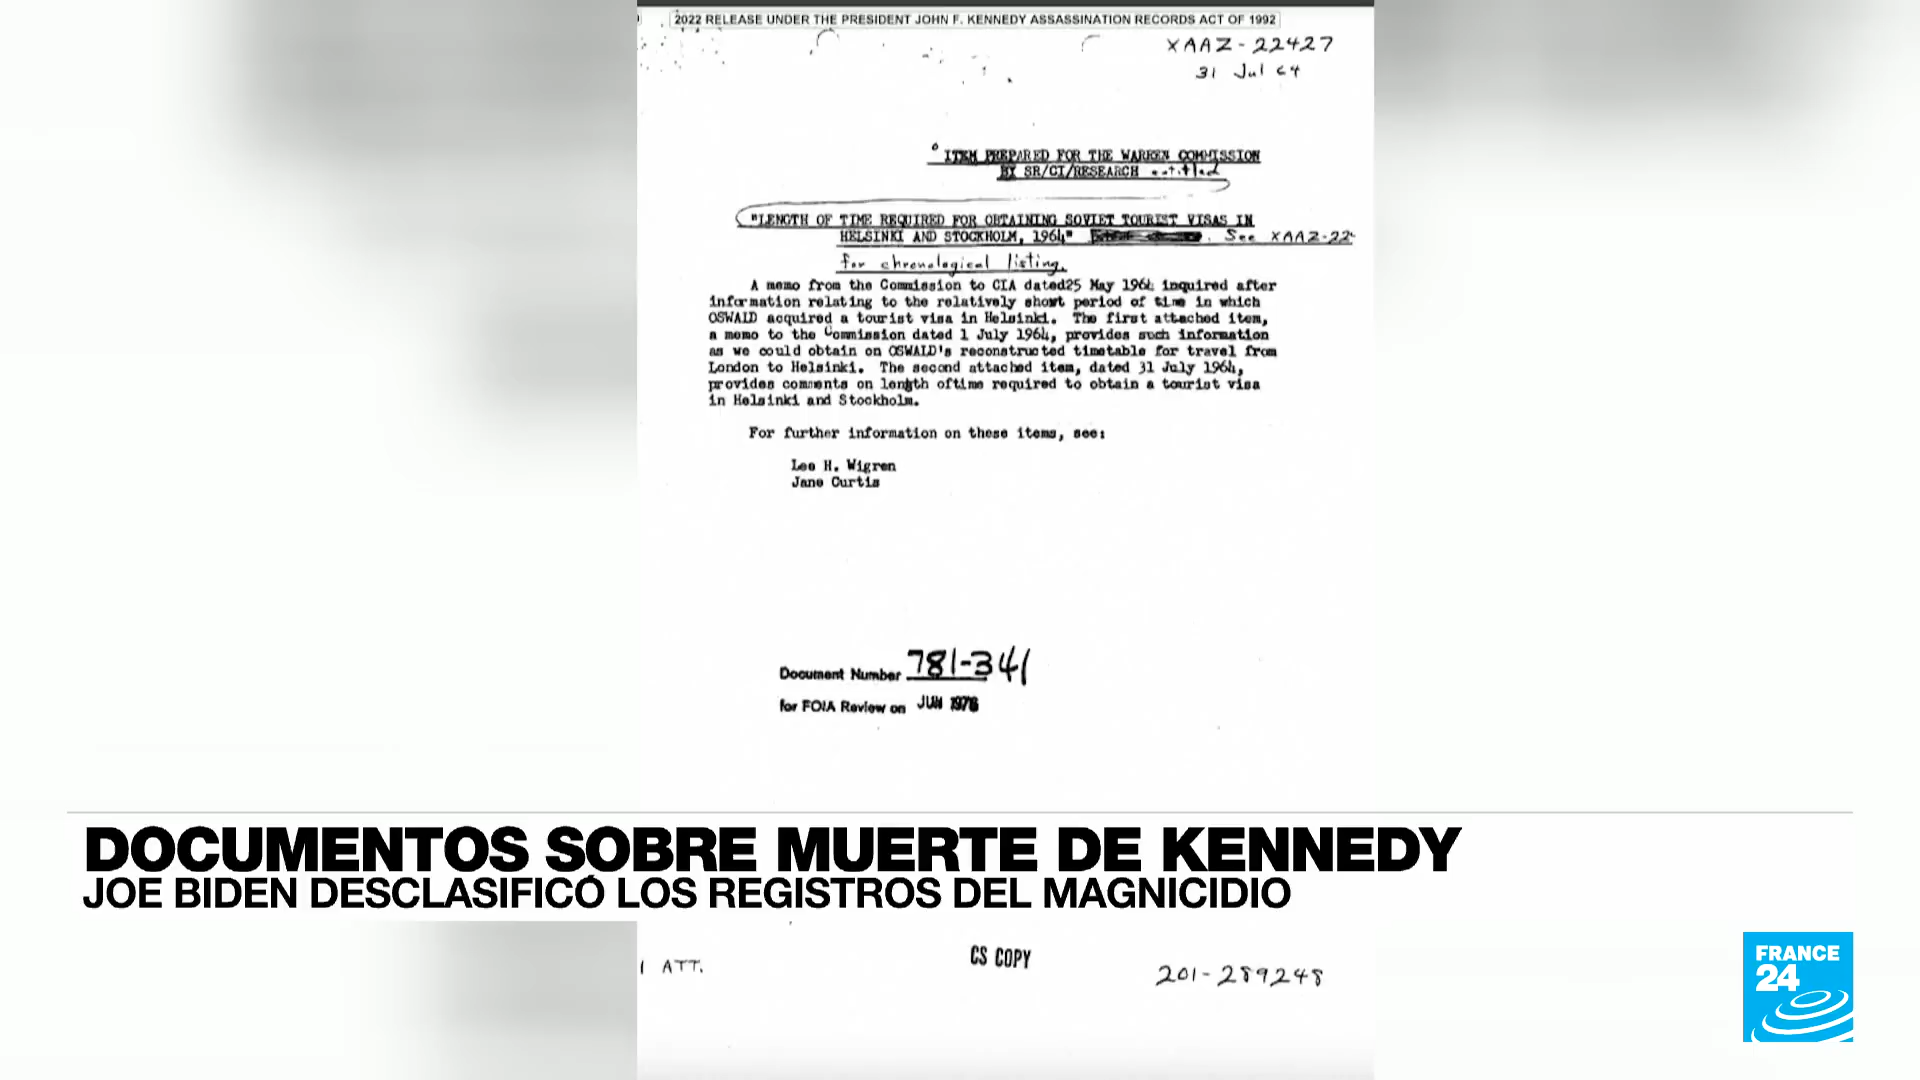 2022 RELEASE UNDER THE PRESIDENT JOHN F. KENNEDY ASSASSINATION RECORDS ACT OF 1992
XAAZ-22427
31 Jul 64
ITEM PREPARED FOR THE WARREN COMMISSION
BY SR/CI/RESEARCH entitled
"LENGTH OF TIME REQUIRED FOR OBTAINING SOVIET TOURIST VISAS IN
HELSINKI AND STOCKHOLM, 1964" . See XAAZ-22
for chronological listing.
A memo from the Commission to CIA dated25 May 1964 inquired after
information relating to the relatively short period of time in which
OSWALD acquired a tourist visa in Helsinki. The first attached item,
a memo to the Commission dated 1 July 1964, provides such information
as we could obtain on OSWALD's reconstructed timetable for travel from
London to Helsinki. The second attached item, dated 31 July 1964,
provides comments on length oftime required to obtain a tourist visa
in Helsinki and Stockholm.
For further information on these items, see:
Lee H. Wigren
Jane Curtis
Document Number 781-341
for FOIA Review on JUN 1976
DOCUMENTOS SOBRE MUERTE DE KENNEDY
JOE BIDEN DESCLASIFICÓ LOS REGISTROS DEL MAGNICIDIO
1 ATT.
CS COPY
201-289248
FRANCE
24